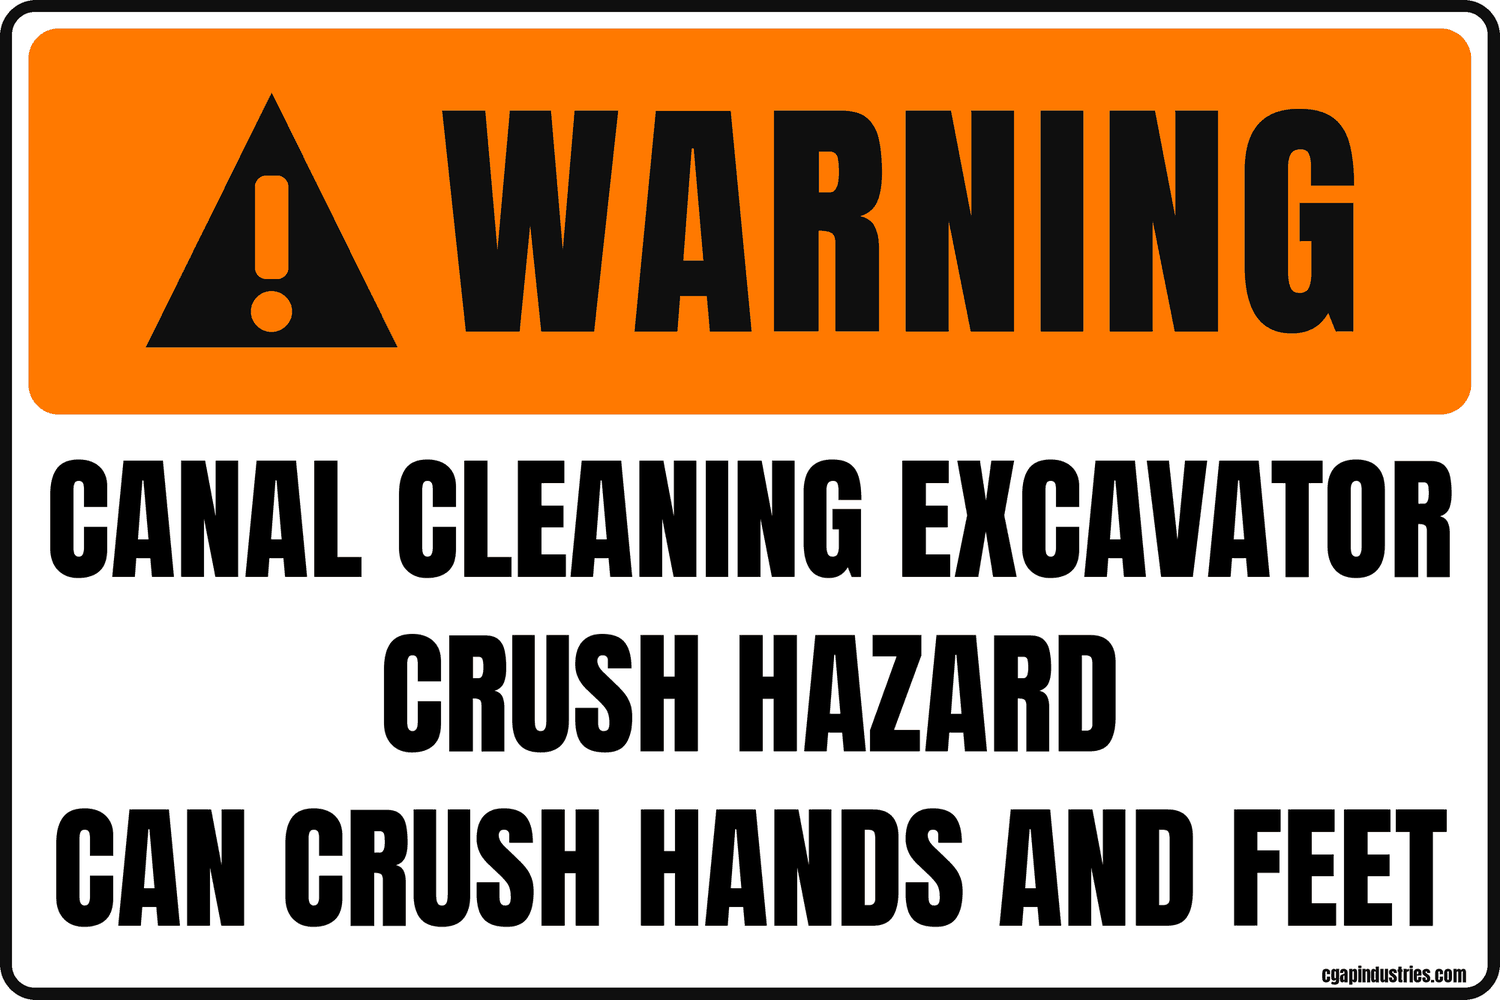 WARNING
CANAL CLEANING EXCAVATOR
CRUSH HAZARD
CAN CRUSH HANDS AND FEET
cgapindustries.com